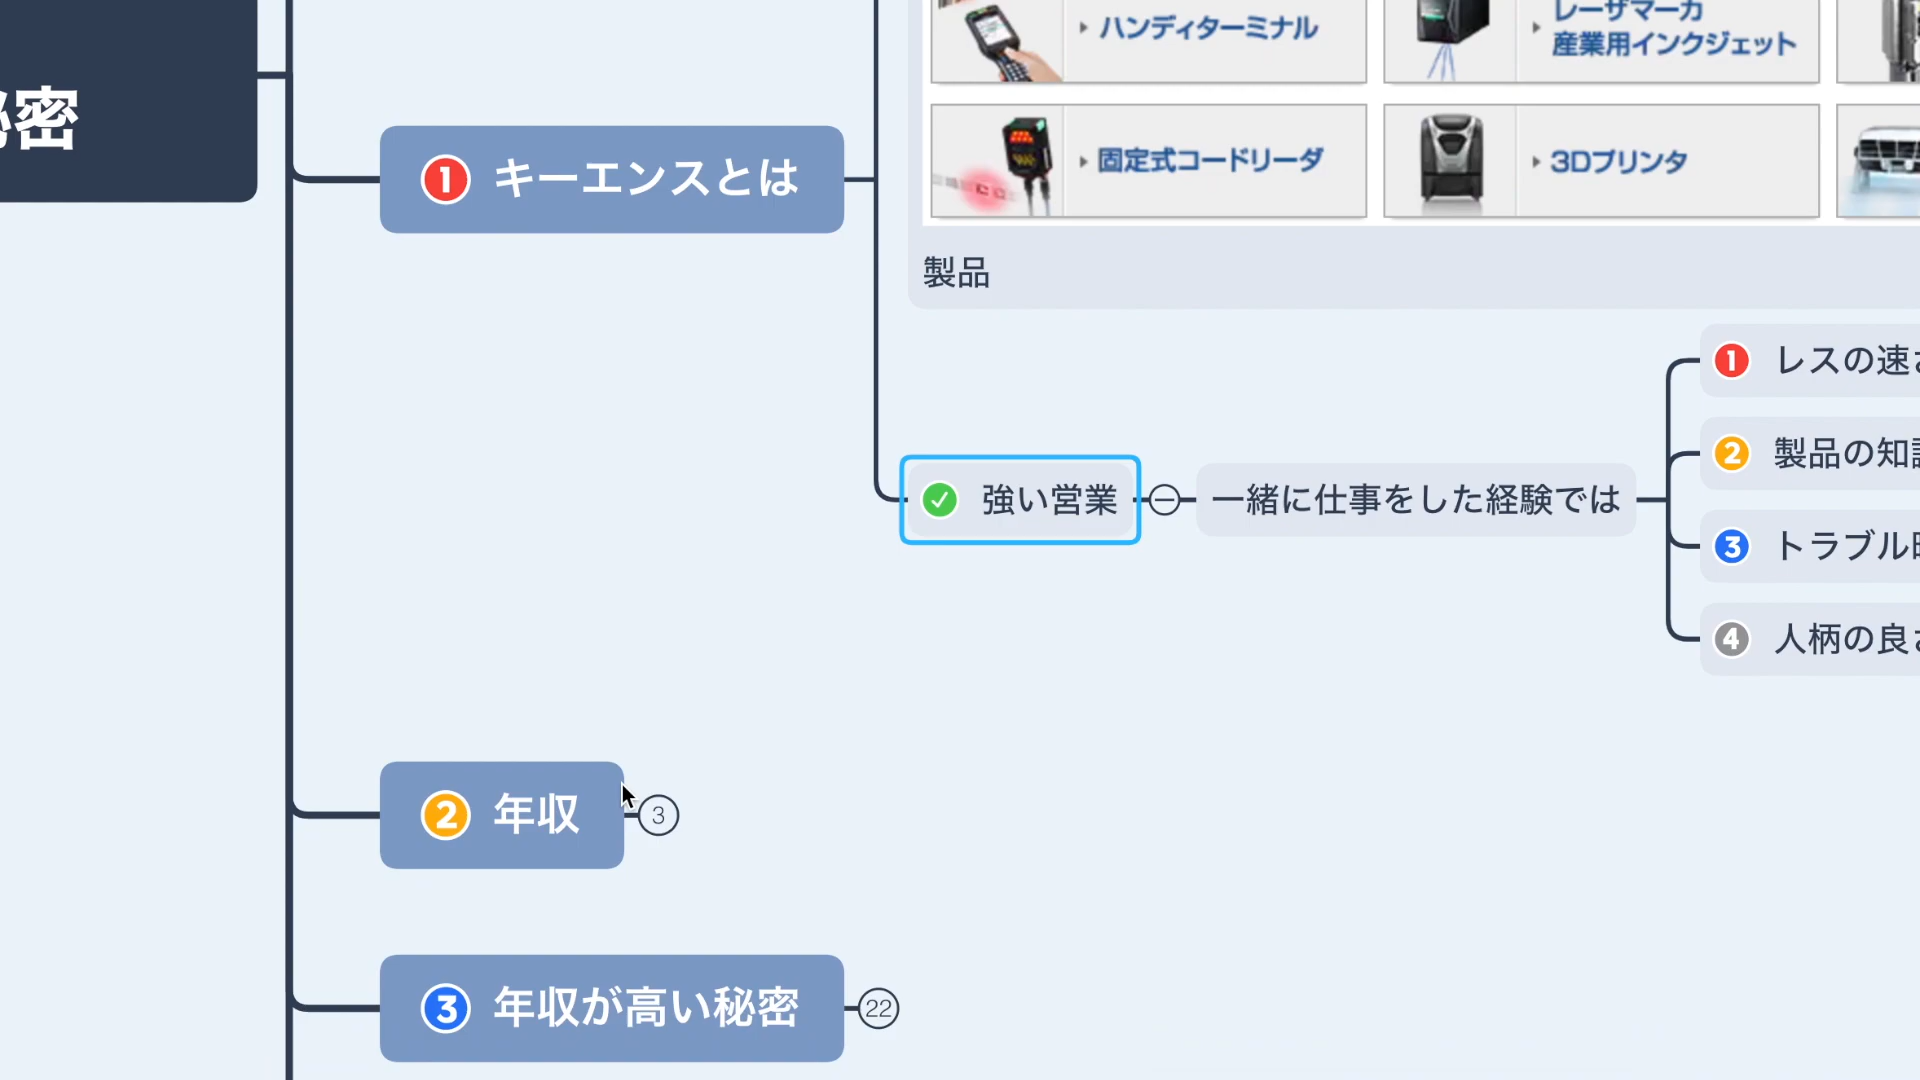 密
1 キーエンスとは
ハンディターミナル
レーザマーカ
産業用インクジェット
固定式コードリーダ
3Dプリンタ
製品
強い営業
一緒に仕事をした経験では
1 レスの速
2 製品の知
3 トラブル
4 人柄の良
2 年収
3
3 年収が高い秘密
22